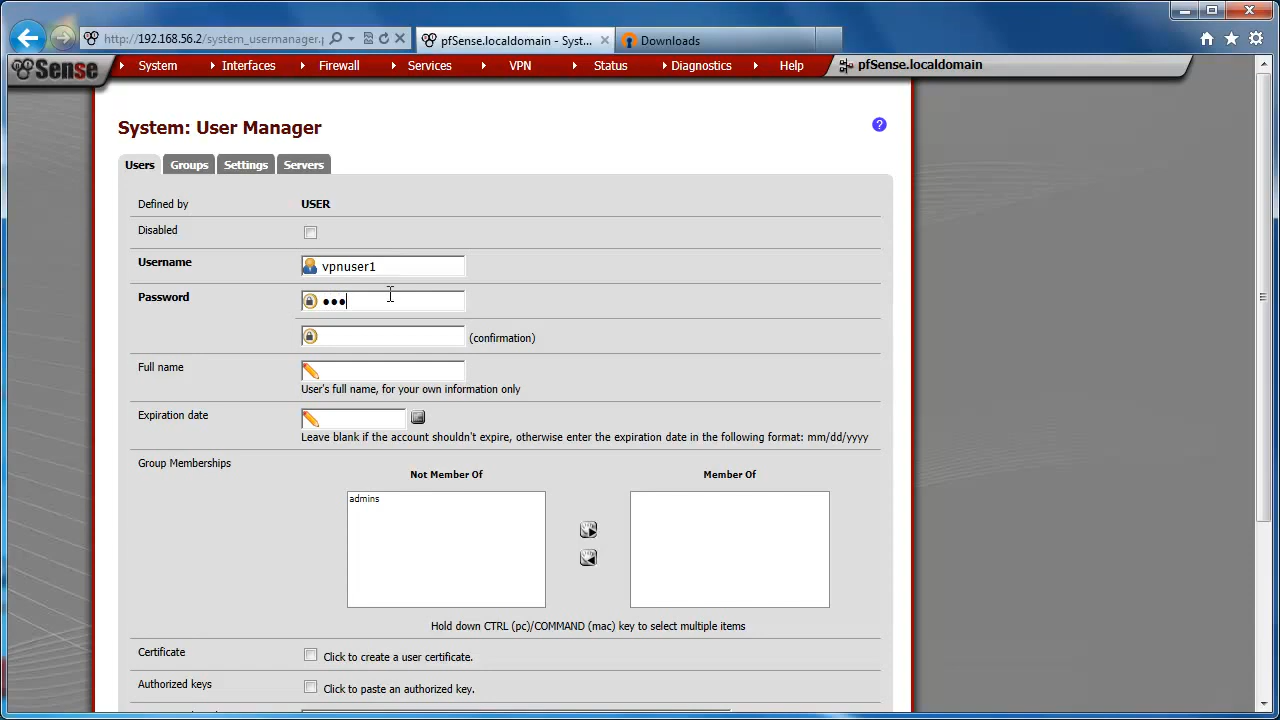 http://192.168.56.2/system_usermanager.p
pfSense.localdomain - Syst...
Downloads
Sense
System
Interfaces
Firewall
Services
VPN
Status
Diagnostics
Help
pfSense.localdomain
System: User Manager
?
Users
Groups
Settings
Servers
Defined by
USER
Disabled
Username
vpnuser1
Password
●●●
(confirmation)
Full name
User's full name, for your own information only
Expiration date
Leave blank if the account shouldn't expire, otherwise enter the expiration date in the following format: mm/dd/yyyy
Group Memberships
Not Member Of
Member Of
admins
Hold down CTRL (pc)/COMMAND (mac) key to select multiple items
Certificate
Click to create a user certificate.
Authorized keys
Click to paste an authorized key.